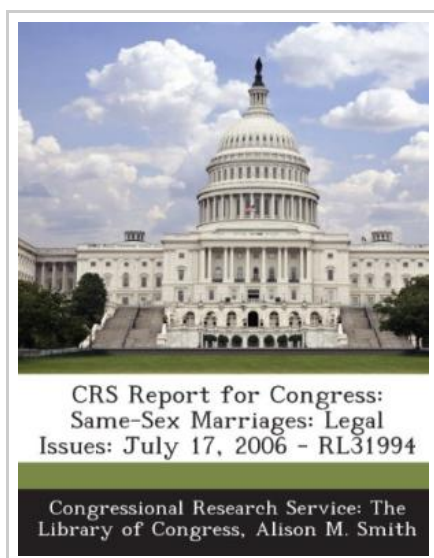 CRS Report for Congress:
Same-Sex Marriages: Legal
Issues: July 17, 2006 - RL31994
Congressional Research Service: The
Library of Congress, Alison M. Smith